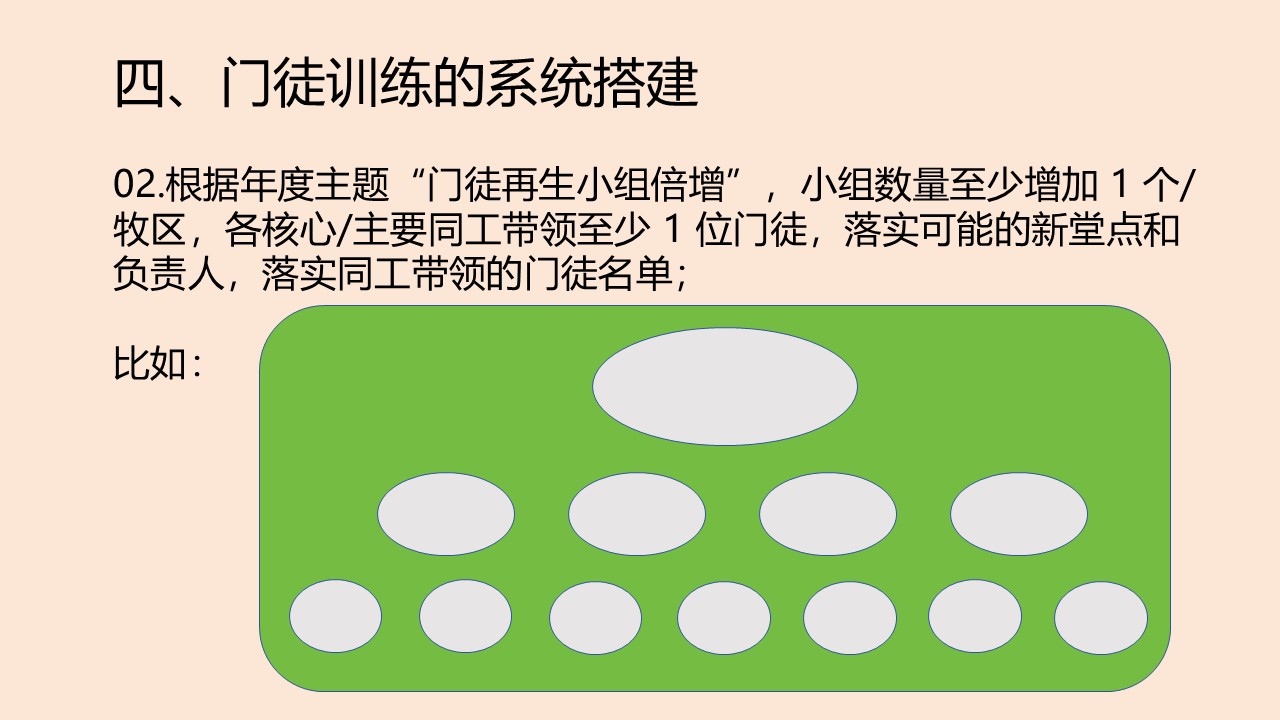 四、门徒训练的系统搭建
02.根据年度主题“门徒再生小组倍增”，小组数量至少增加 1 个/
牧区，各核心/主要同工带领至少 1 位门徒，落实可能的新堂点和
负责人，落实同工带领的门徒名单；
比如：